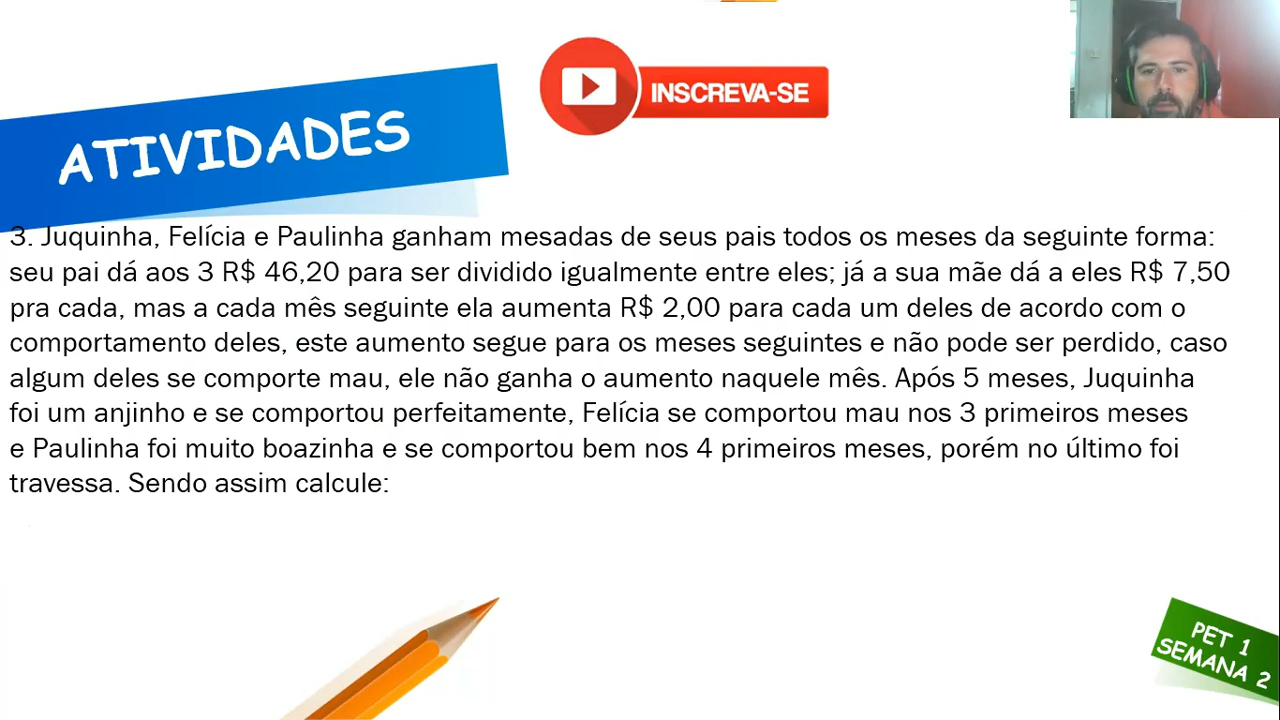 INSCREVA-SE
ATIVIDADES
3. Juquinha, Felícia e Paulinha ganham mesadas de seus pais todos os meses da seguinte forma:
seu pai dá aos 3 R$ 46,20 para ser dividido igualmente entre eles; já a sua mãe dá a eles R$ 7,50
pra cada, mas a cada mês seguinte ela aumenta R$ 2,00 para cada um deles de acordo com o
comportamento deles, este aumento segue para os meses seguintes e não pode ser perdido, caso
algum deles se comporte mau, ele não ganha o aumento naquele mês. Após 5 meses, Juquinha
foi um anjinho e se comportou perfeitamente, Felícia se comportou mau nos 3 primeiros meses
e Paulinha foi muito boazinha e se comportou bem nos 4 primeiros meses, porém no último foi
travessa. Sendo assim calcule:
PET 1
SEMANA 2